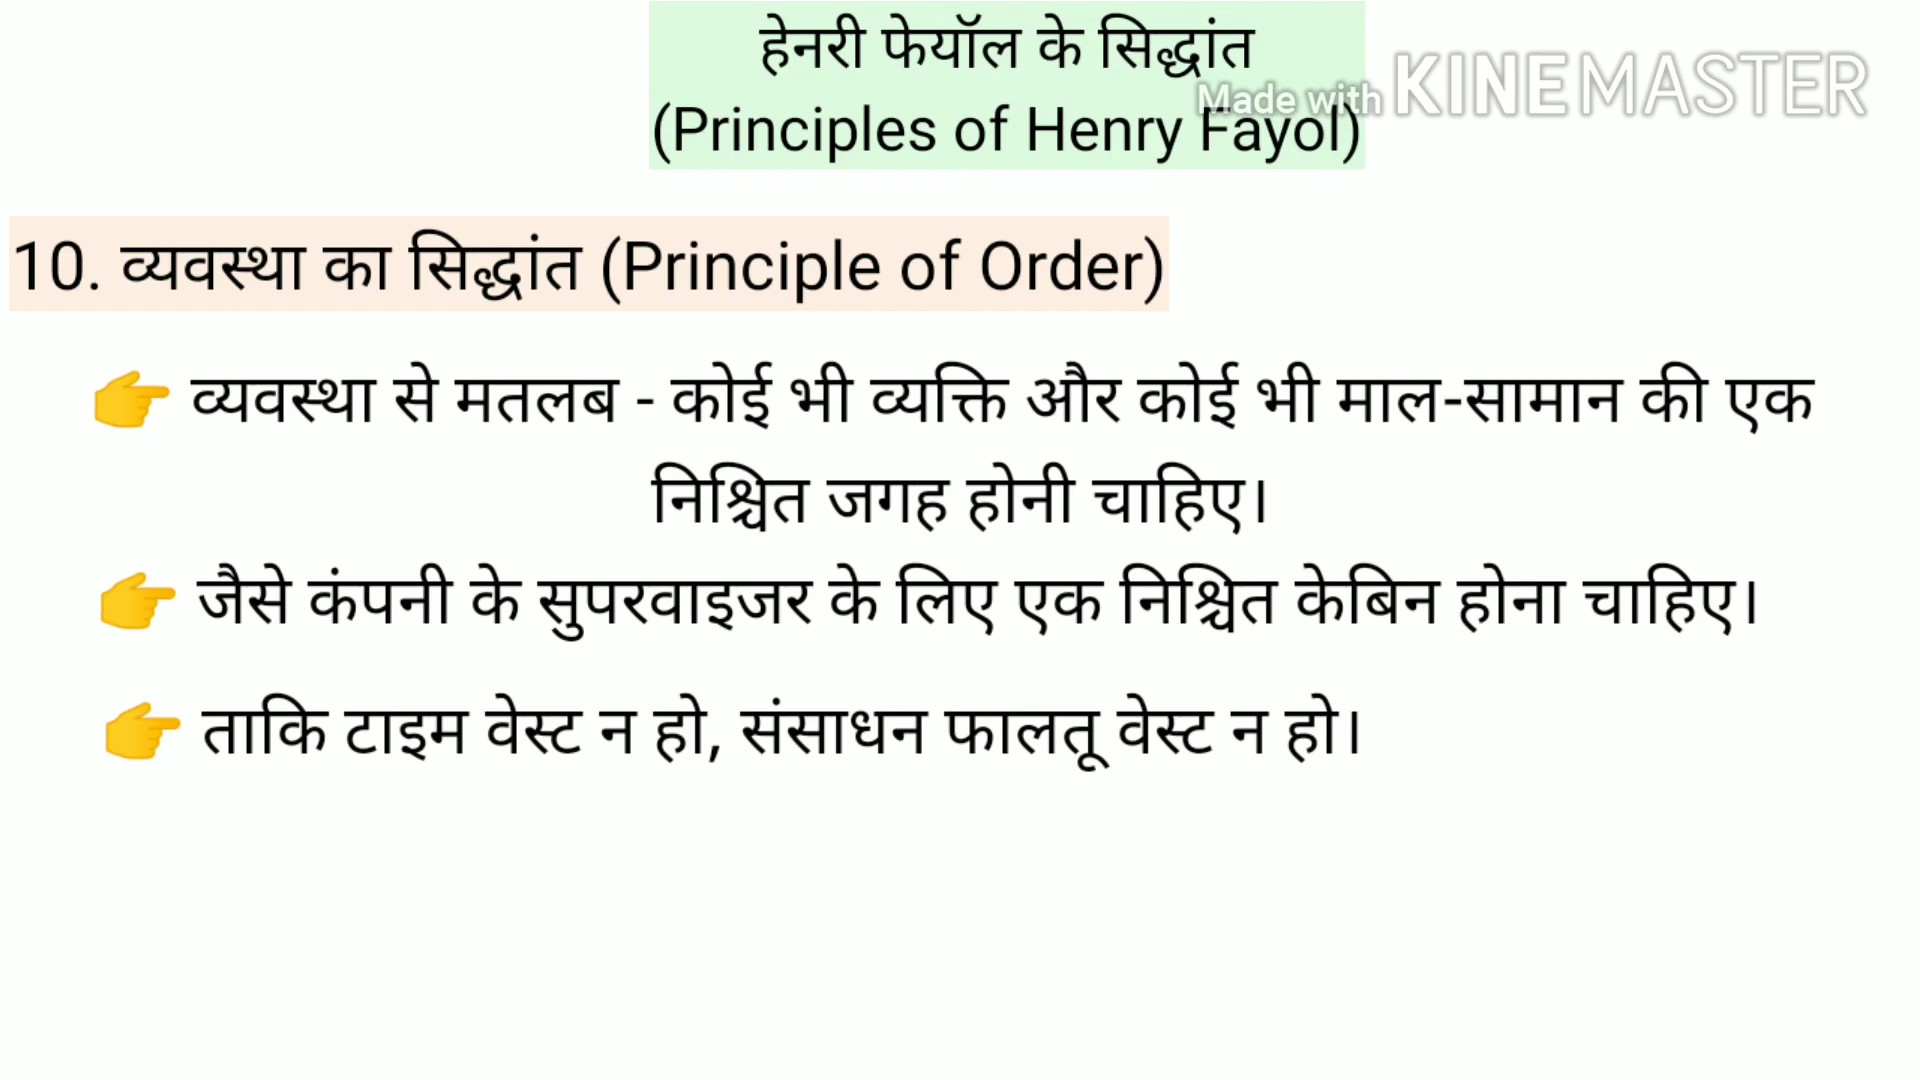 हेनरी फेयॉल के सिद्धांत
(Principles of Henry Fayol)
Made with KINEMASTER
10. व्यवस्था का सिद्धांत (Principle of Order)
👉 व्यवस्था से मतलब - कोई भी व्यक्ति और कोई भी माल-सामान की एक
निश्चित जगह होनी चाहिए।
👉 जैसे कंपनी के सुपरवाइजर के लिए एक निश्चित केबिन होना चाहिए।
👉 ताकि टाइम वेस्ट न हो, संसाधन फालतू वेस्ट न हो।